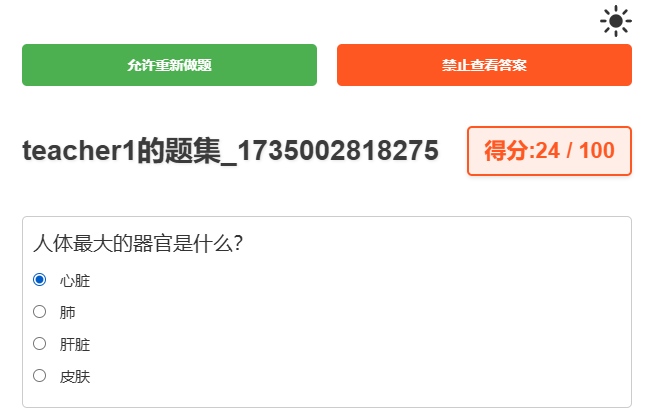 允许重新做题
禁止查看答案
teacher1的题集_1735002818275
得分:24 / 100
人体最大的器官是什么?
心脏
肺
肝脏
皮肤